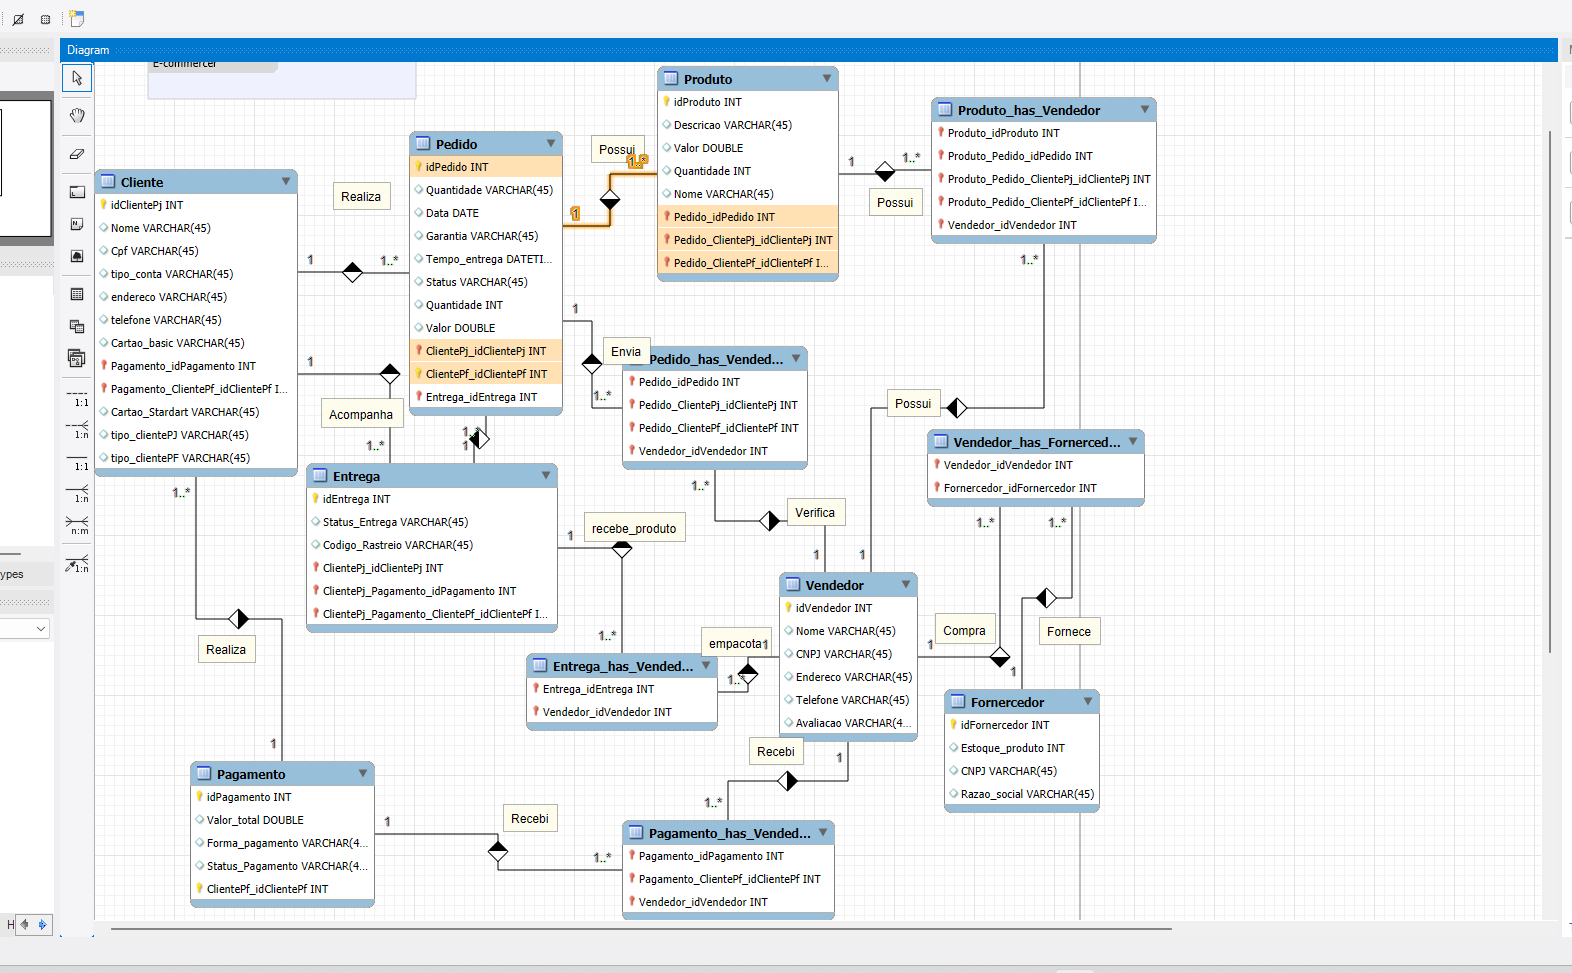 Diagram
E-commercer
Produto
idProduto INT
Descricao VARCHAR(45)
Valor DOUBLE
Quantidade INT
Nome VARCHAR(45)
Pedido_idPedido INT
Pedido_ClientePj_idClientePj INT
Pedido_ClientePf_idClientePf I...
Produto_has_Vendedor
Produto_idProduto INT
Produto_Pedido_idPedido INT
Produto_Pedido_ClientePj_idClientePj INT
Produto_Pedido_ClientePf_idClientePf I...
Vendedor_idVendedor INT
Pedido
idPedido INT
Quantidade VARCHAR(45)
Data DATE
Garantia VARCHAR(45)
Tempo_entrega DATETI...
Status VARCHAR(45)
Quantidade INT
Valor DOUBLE
ClientePj_idClientePj INT
ClientePf_idClientePf INT
Entrega_idEntrega INT
Possui
1..*
1
1
1..*
Possui
1..*
Cliente
idClientePj INT
Nome VARCHAR(45)
Cpf VARCHAR(45)
tipo_conta VARCHAR(45)
endereco VARCHAR(45)
telefone VARCHAR(45)
Cartao_basic VARCHAR(45)
Pagamento_idPagamento INT
Pagamento_ClientePf_idClientePf I...
Cartao_Stardart VARCHAR(45)
tipo_clientePJ VARCHAR(45)
tipo_clientePF VARCHAR(45)
Realiza
1
1..*
1
Acompanha
1..*
1..*
1
1
Envia
1..*
Pedido_has_Vended...
Pedido_idPedido INT
Pedido_ClientePj_idClientePj INT
Pedido_ClientePf_idClientePf INT
Vendedor_idVendedor INT
Possui
Vendedor_has_Fornerced...
Vendedor_idVendedor INT
Fornercedor_idFornercedor INT
1:1
1:n
1:1
1:n
n:m
1:n
Entrega
idEntrega INT
Status_Entrega VARCHAR(45)
Codigo_Rastreio VARCHAR(45)
ClientePj_idClientePj INT
ClientePj_Pagamento_idPagamento INT
ClientePj_Pagamento_ClientePf_idClientePf I...
1..*
1..*
Verifica
1
1
1..*
1..*
recebe_produto
1
1..*
Vendedor
idVendedor INT
Nome VARCHAR(45)
CNPJ VARCHAR(45)
Endereco VARCHAR(45)
Telefone VARCHAR(45)
Avaliacao VARCHAR(4...
Compra
1
Fornece
1
ypes
Realiza
1
empacota
1
1..*
Entrega_has_Vended...
Entrega_idEntrega INT
Vendedor_idVendedor INT
Fornercedor
idFornercedor INT
Estoque_produto INT
CNPJ VARCHAR(45)
Razao_social VARCHAR(45)
Recebi
1
1..*
Pagamento
idPagamento INT
Valor_total DOUBLE
Forma_pagamento VARCHAR(4...
Status_Pagamento VARCHAR(4...
ClientePf_idClientePf INT
1
Recebi
1..*
Pagamento_has_Vended...
Pagamento_idPagamento INT
Pagamento_ClientePf_idClientePf INT
Vendedor_idVendedor INT
H